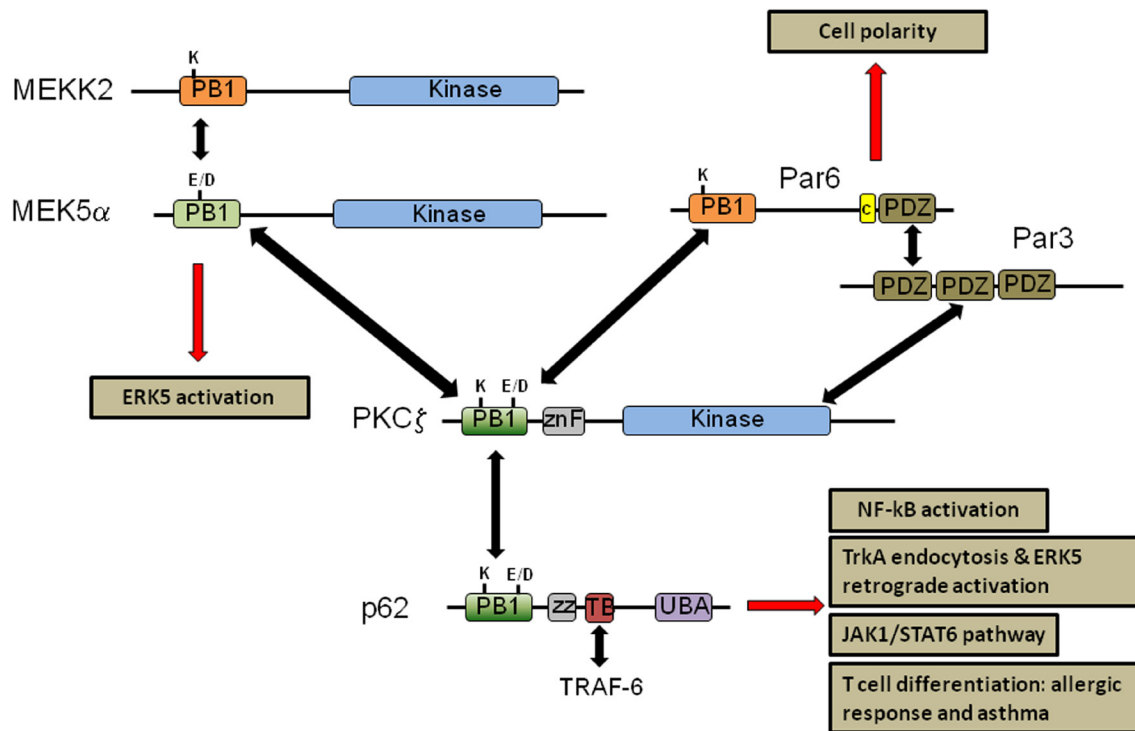 Cell polarity
K
MEKK2
PB1
Kinase
E/D
MEK5α
PB1
Kinase
K
Par6
PB1
c
PDZ
Par3
PDZ
PDZ
PDZ
ERK5 activation
K
E/D
PKCζ
PB1
znF
Kinase
NF-kB activation
TrkA endocytosis & ERK5
retrograde activation
K
E/D
p62
PB1
ZZ
TB
UBA
JAK1/STAT6 pathway
TRAF-6
T cell differentiation: allergic
response and asthma